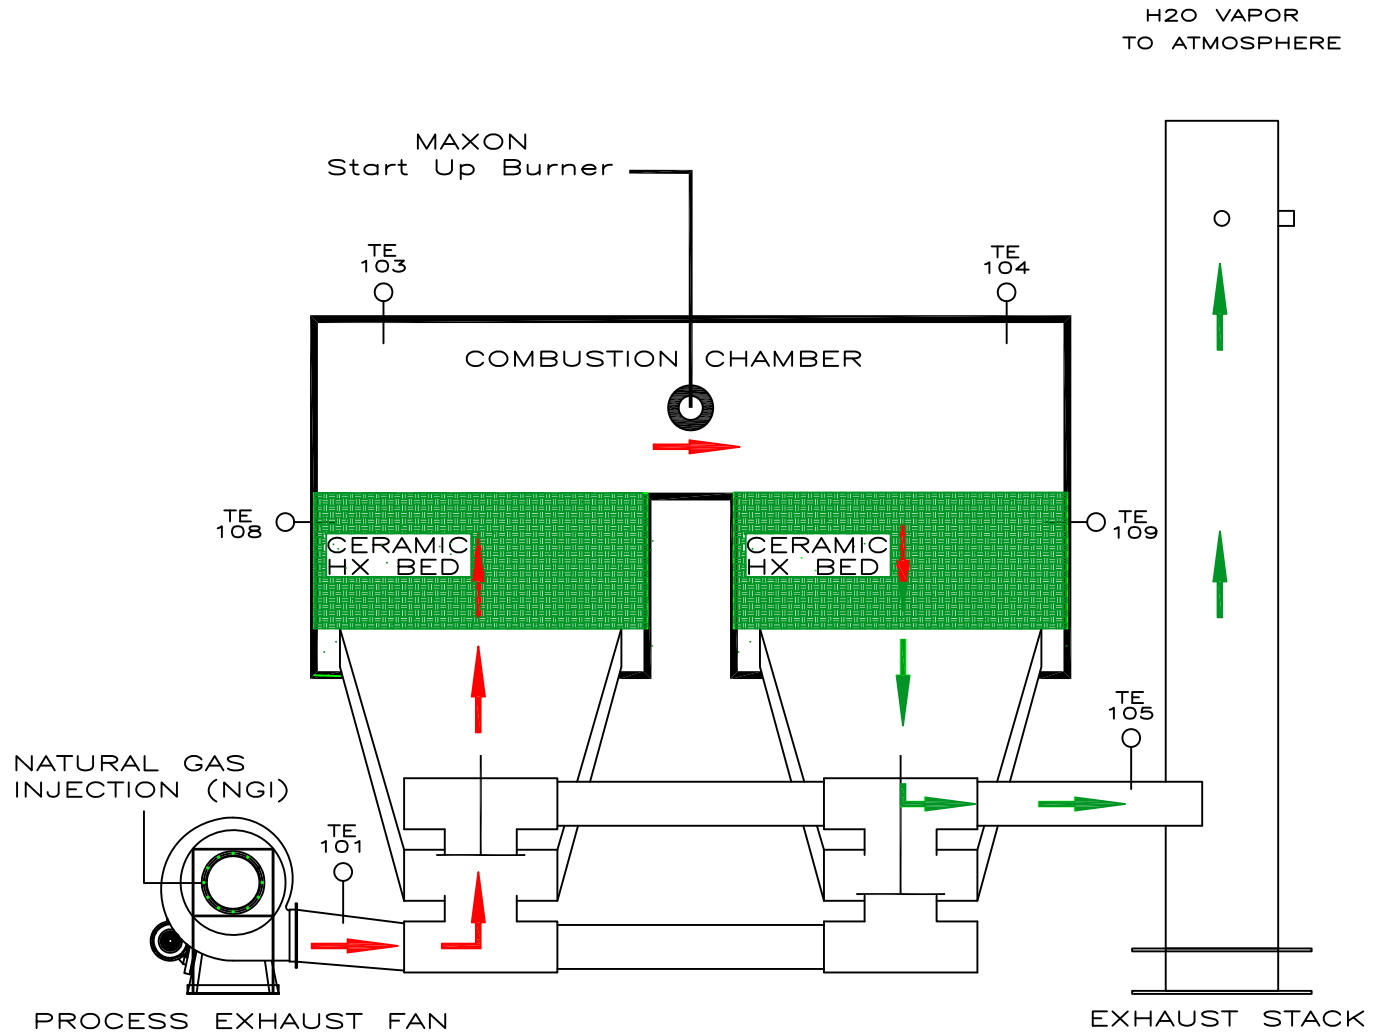 H2O VAPOR
TO ATMOSPHERE
MAXON
Start Up Burner
TE
103
TE
104
COMBUSTION CHAMBER
TE
108
TE
109
CERAMIC
HX BED
CERAMIC
HX BED
TE
105
NATURAL GAS
INJECTION (NGI)
TE
101
PROCESS EXHAUST FAN
EXHAUST STACK